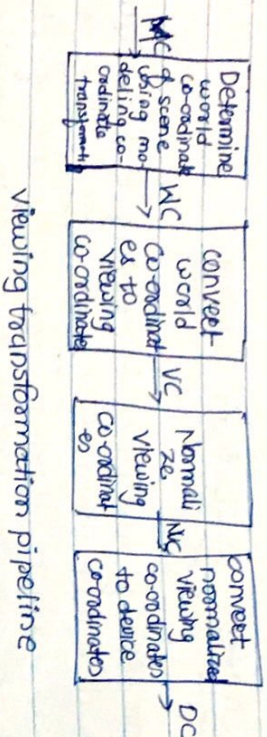 MC
Determine
world
co-ordinate
of scene
using mo-
deling co-
ordinate
transformation
WC
convert
world
co-ordinat
es to
viewing
co-ordinates
VC
Normali
ze
viewing
co-ordinat
es
NC
convert
normalized
viewing
co-ordinates
to device
co-ordinates
DC
viewing transformation pipeline